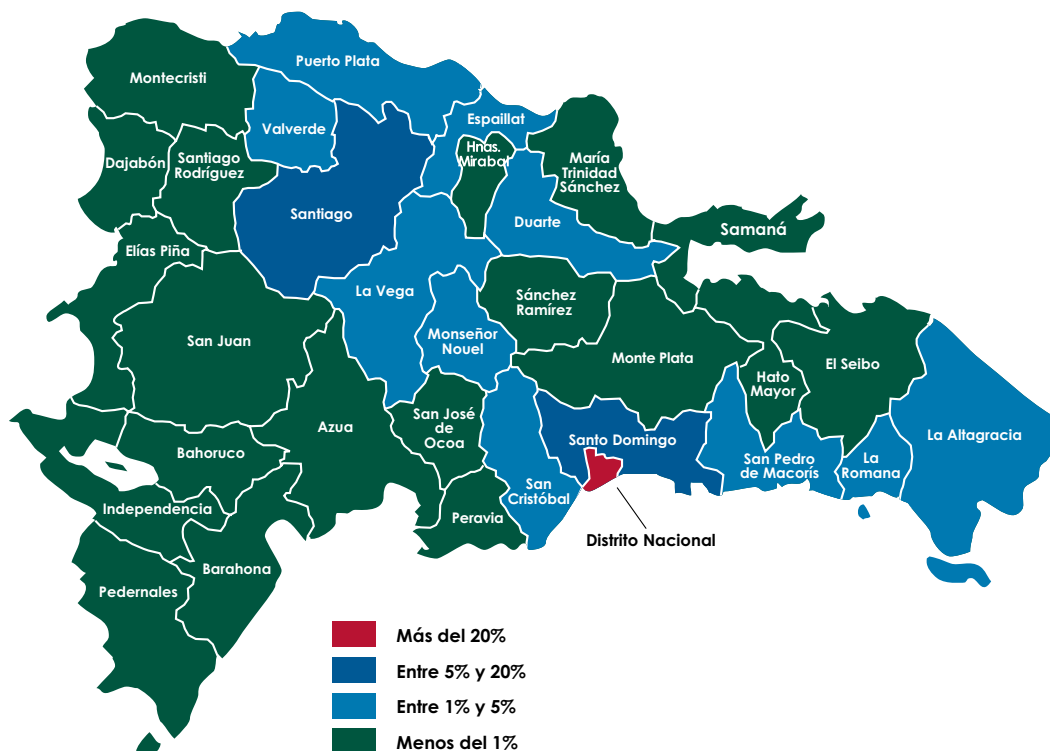 Puerto Plata
Montecristi
Espaillat
Valverde
Hnas.
Mirabal
Dajabón
Santiago
Rodríguez
María
Trinidad
Sánchez
Santiago
Duarte
Samaná
Elías Piña
La Vega
Sánchez
Ramírez
San Juan
Monseñor
Nouel
Monte Plata
El Seibo
Hato
Mayor
San José
de
Ocoa
Azua
Santo Domingo
La Altagracia
Bahoruco
San Pedro
de Macorís
La
Romana
San
Cristóbal
Independencia
Peravia
Distrito Nacional
Barahona
Pedernales
Más del 20%
Entre 5% y 20%
Entre 1% y 5%
Menos del 1%